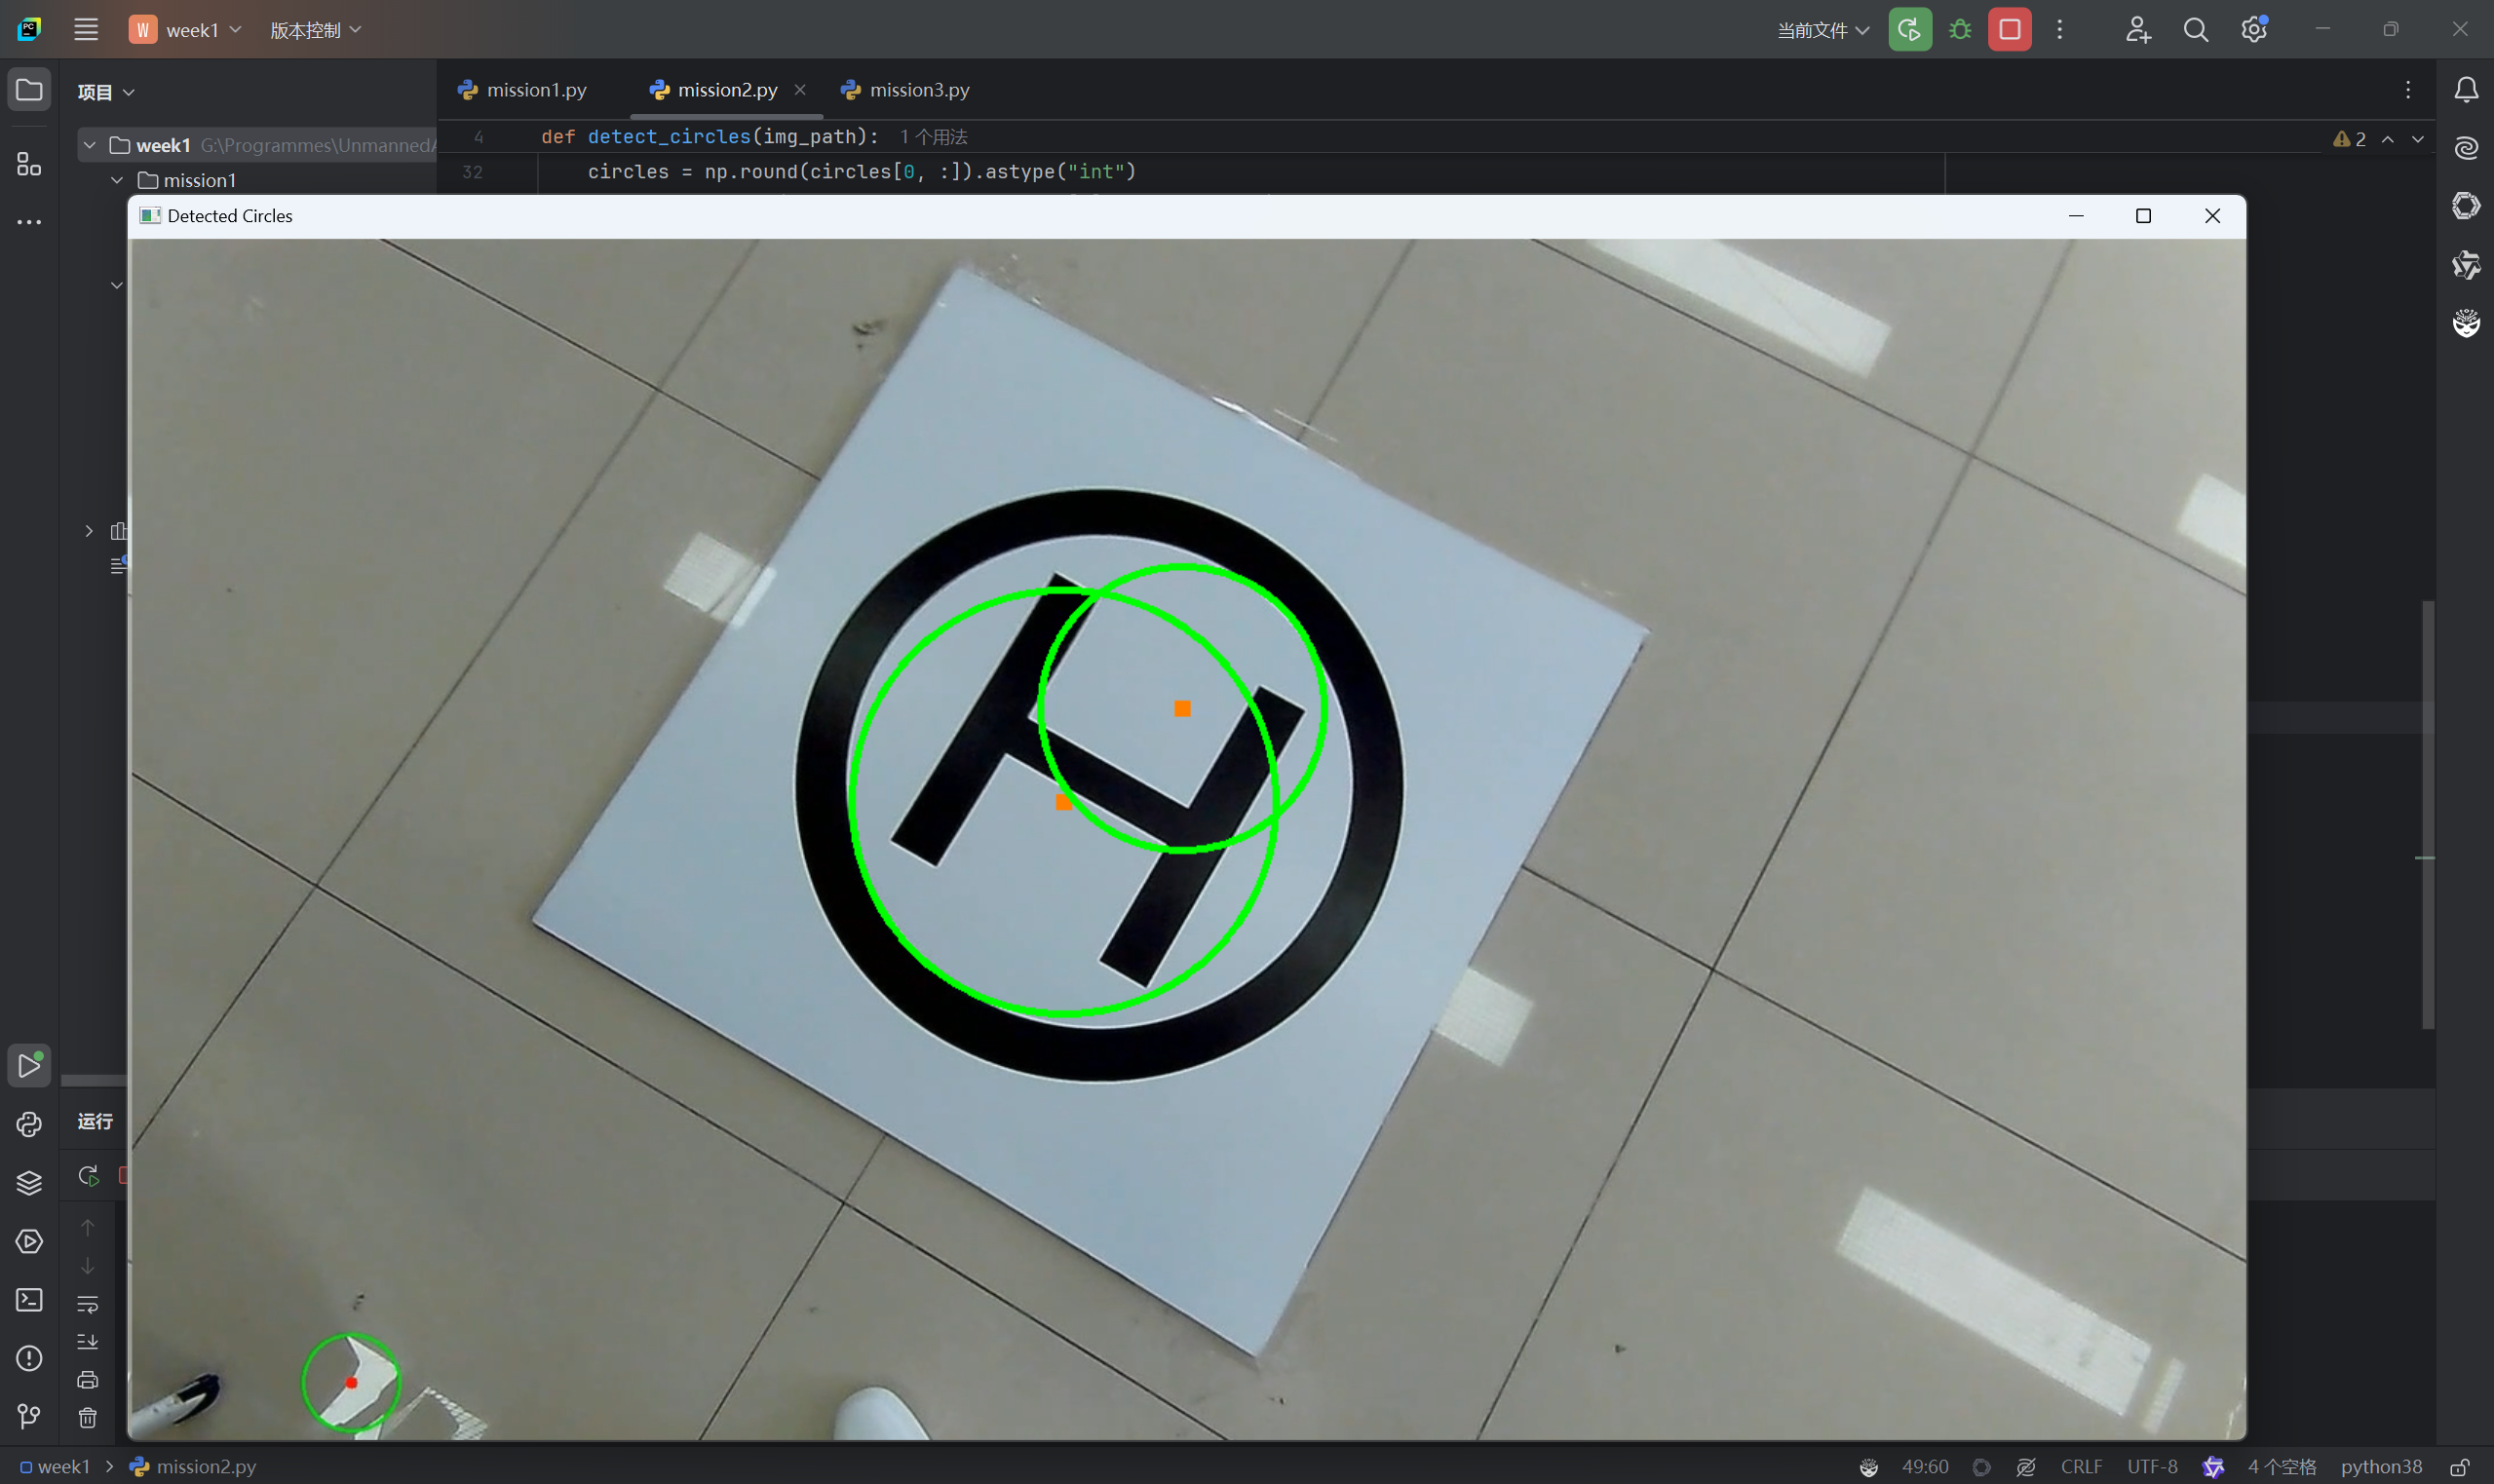 W week1 版本控制 当前文件
项目 mission1.py mission2.py mission3.py
4 def detect_circles(img_path): 1 个用法 2
week1 G:\Programmes\Unmanned
32 circles = np.round(circles[0, :]).astype("int")
mission1
Detected Circles
H
运行
week1 > mission2.py 49:60 CRLF UTF-8 4 个空格 python38